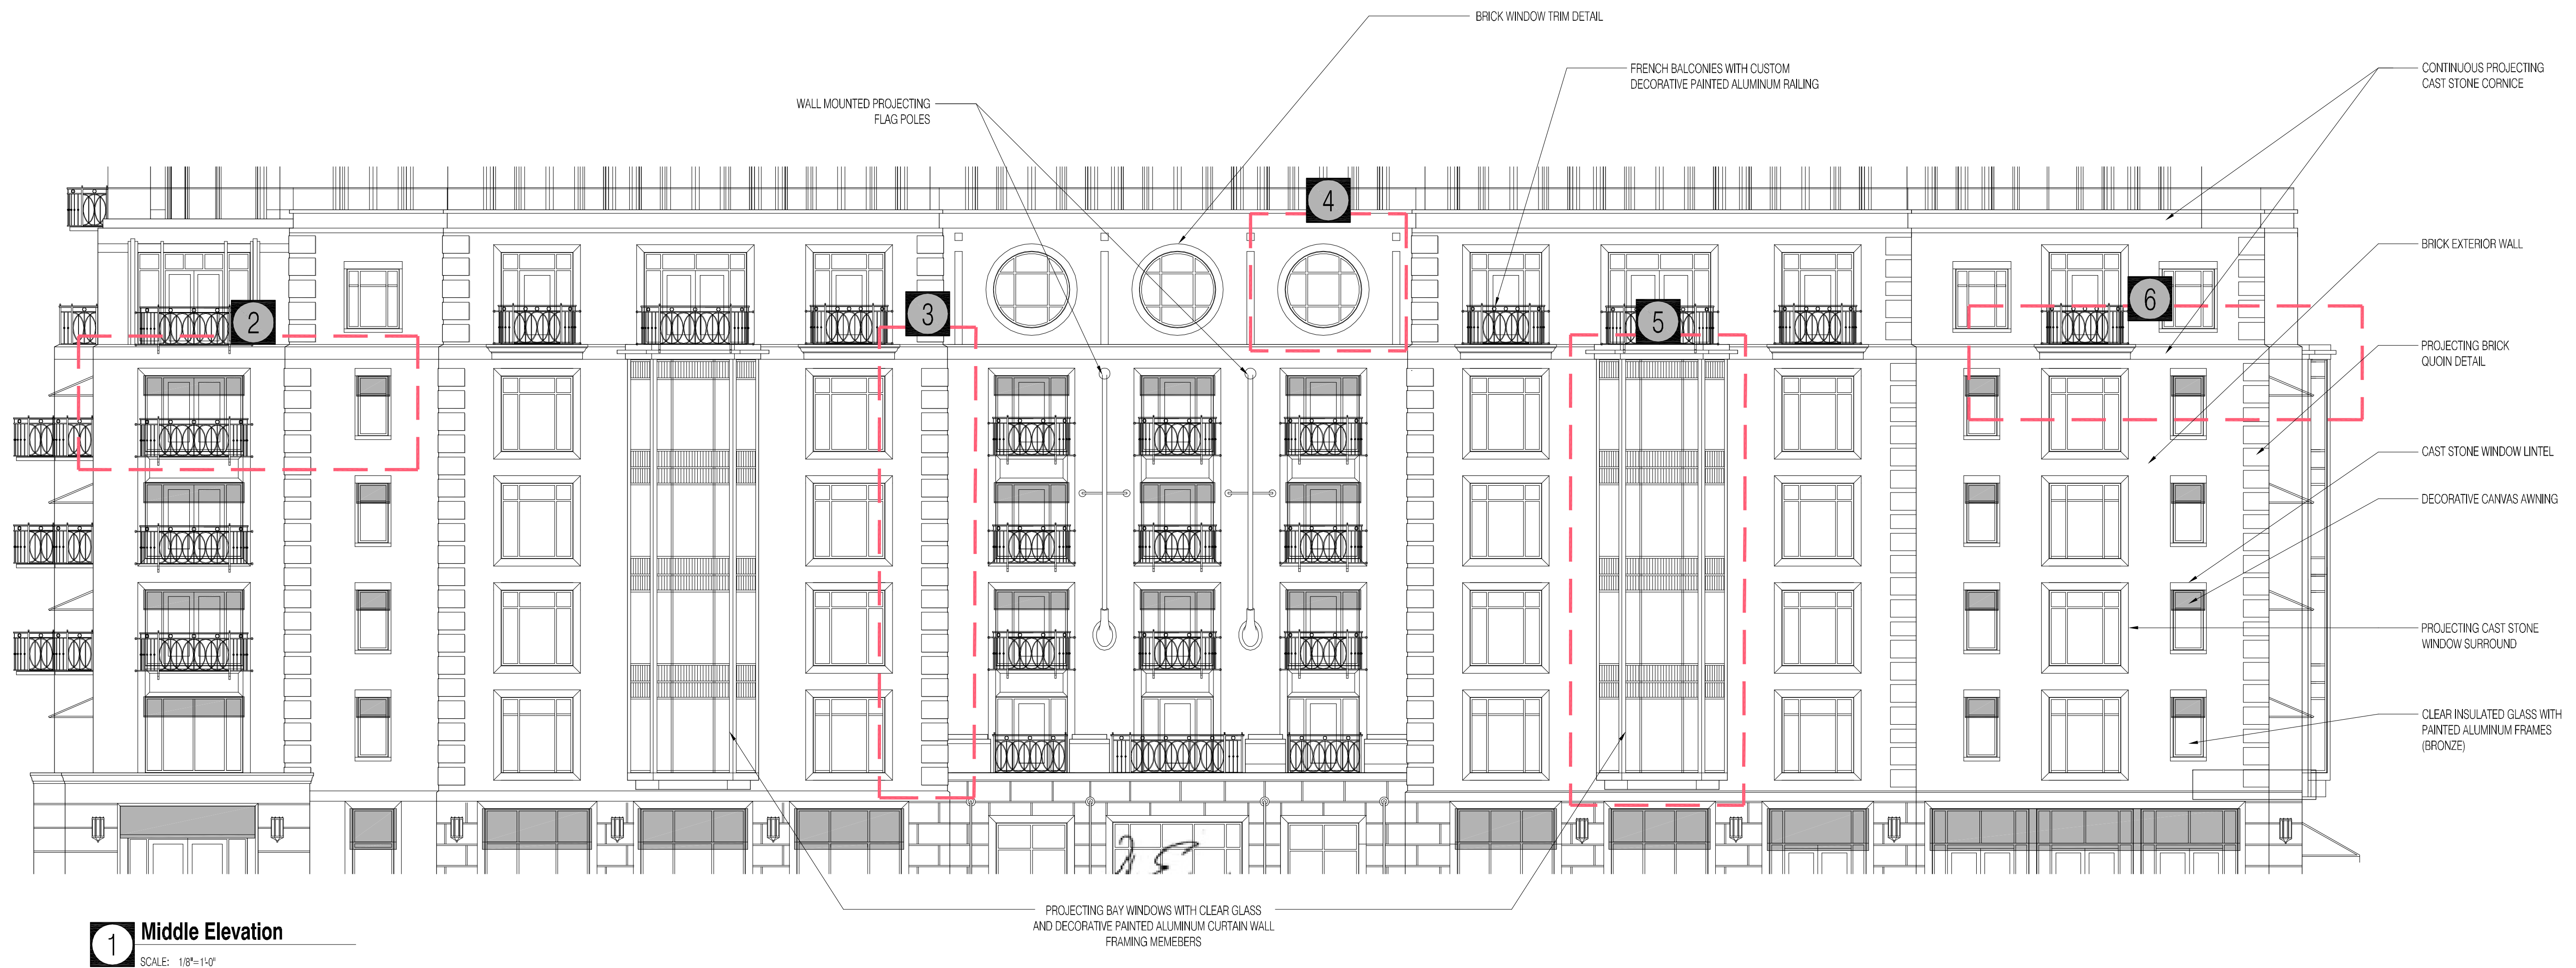 BRICK WINDOW TRIM DETAIL
FRENCH BALCONIES WITH CUSTOM
DECORATIVE PAINTED ALUMINUM RAILING
CONTINUOUS PROJECTING
CAST STONE CORNICE
WALL MOUNTED PROJECTING
FLAG POLES
4
BRICK EXTERIOR WALL
2
3
5
6
PROJECTING BRICK
QUOIN DETAIL
CAST STONE WINDOW LINTEL
DECORATIVE CANVAS AWNING
PROJECTING CAST STONE
WINDOW SURROUND
CLEAR INSULATED GLASS WITH
PAINTED ALUMINUM FRAMES
(BRONZE)
PROJECTING BAY WINDOWS WITH CLEAR GLASS
AND DECORATIVE PAINTED ALUMINUM CURTAIN WALL
FRAMING MEMEBERS
1 Middle Elevation
SCALE: 1/8"=1'-0"